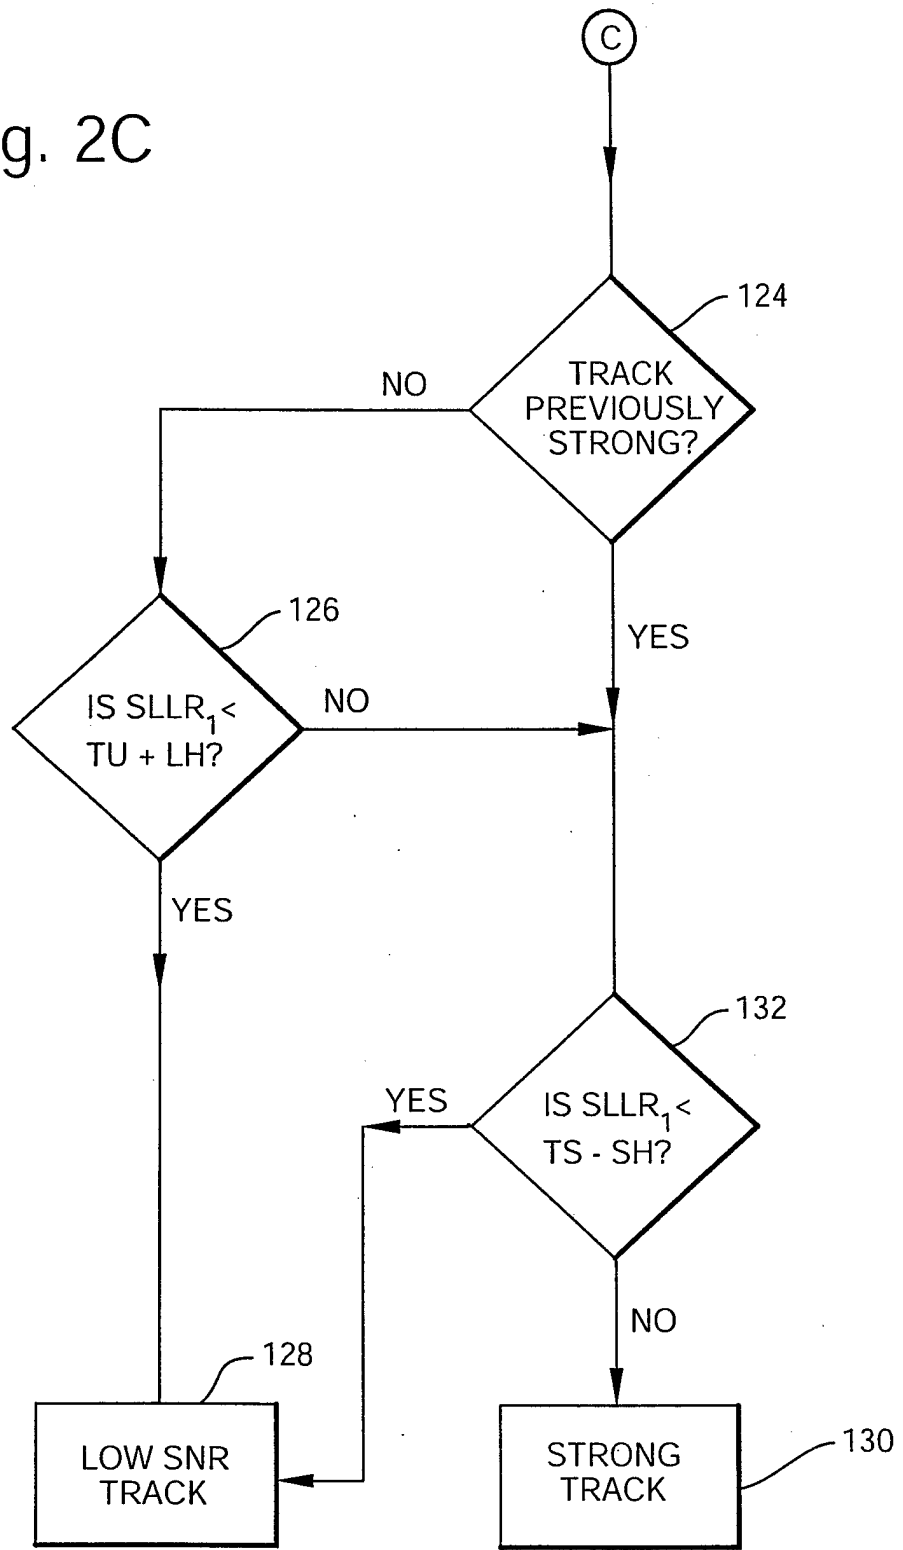 C
g. 2C
124
TRACK
PREVIOUSLY
STRONG?
NO
YES
126
IS SLLR₁<
TU + LH?
NO
YES
132
IS SLLR₁<
TS - SH?
YES
NO
128
LOW SNR
TRACK
130
STRONG
TRACK